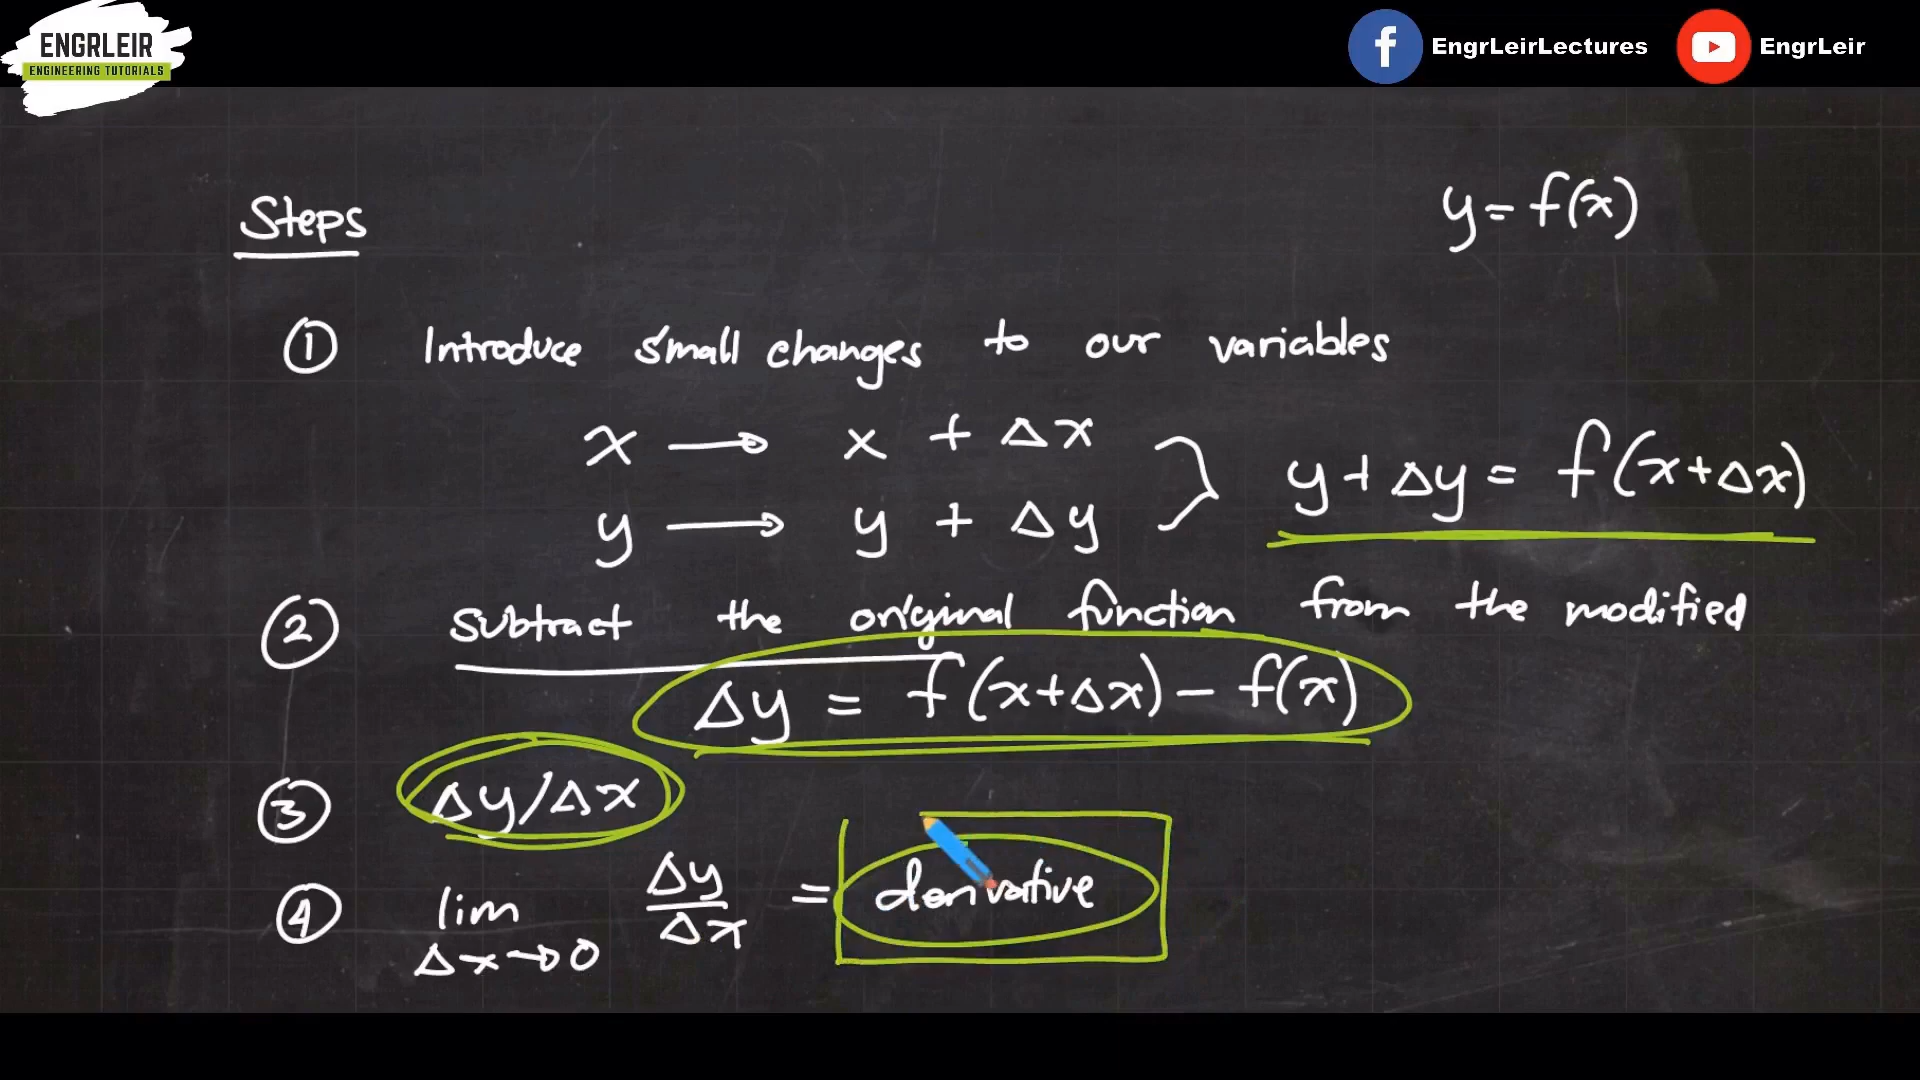 ENGRLEIR
ENGINEERING TUTORIALS
f EngrLeirLectures
EngrLeir
Steps
y = f(x)
① Introduce small changes to our variables
x → x + Δx
y → y + Δy
} y + Δy = f(x+Δx)
② Subtract the original function from the modified
Δy = f(x+Δx) − f(x)
③ Δy/Δx
④ lim Δx→0 Δy/Δx = derivative